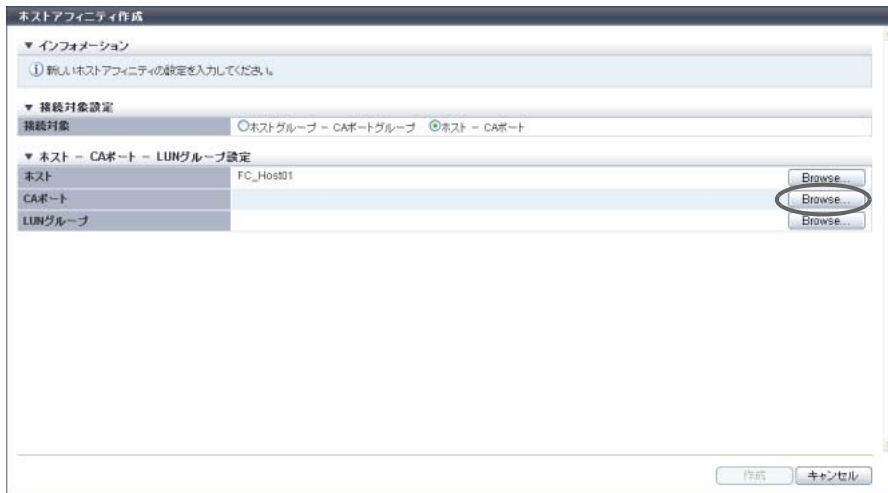 ホストアフィニティ作成
▼ インフォメーション
ⓘ 新しいホストアフィニティの設定を入力してください。
▼ 接続対象設定
接続対象 ホストグループ － CAポートグループ ホスト － CAポート
▼ ホスト － CAポート － LUNグループ設定
ホスト FC_Host01 Browse...
CAポート Browse...
LUNグループ Browse...
作成 キャンセル